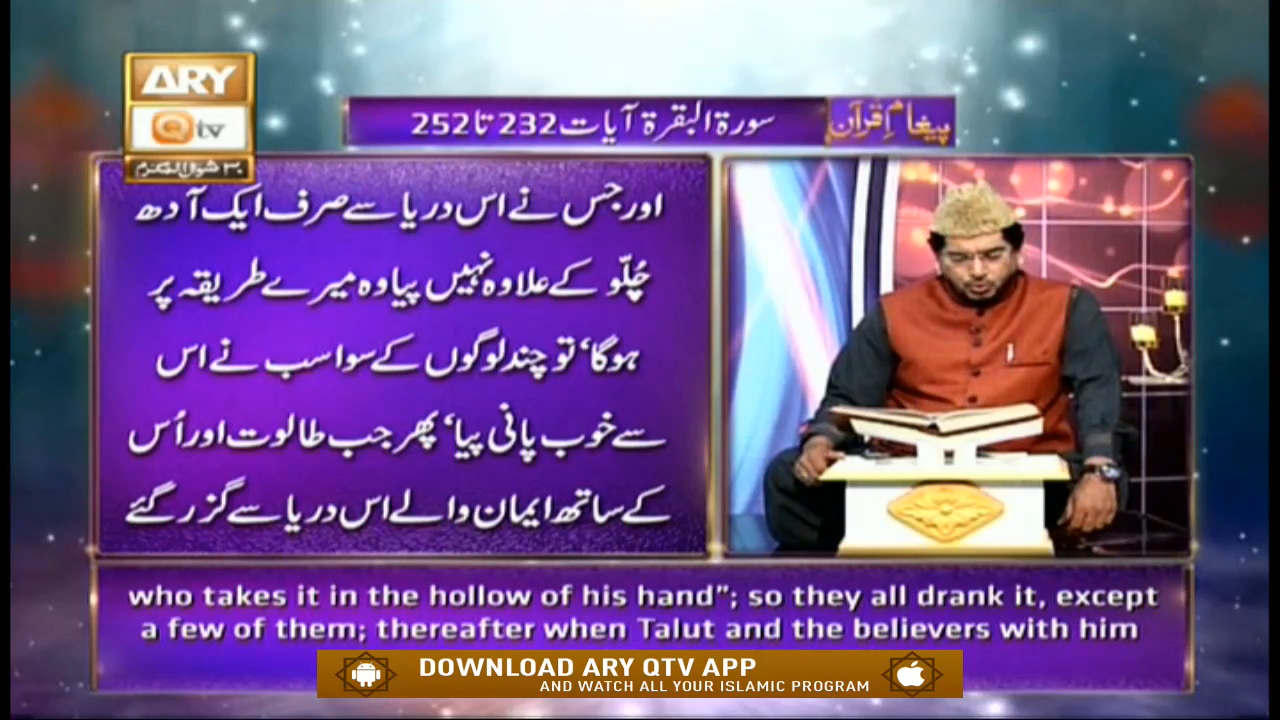 ARY
Qtv
۳۰ شوال المکرم
پیغامِ قرآن
سورۃ البقرۃ آیات 232 تا 252
اور جس نے اس دریا سے صرف ایک آدھ
چُلّو کے علاوہ نہیں پیا وہ میرے طریقہ پر
ہوگا، تو چند لوگوں کے سوا سب نے اس
سے خوب پانی پیا، پھر جب طالوت اور اُس
کے ساتھ ایمان والے اس دریا سے گزر گئے
who takes it in the hollow of his hand”; so they all drank it, except
a few of them; thereafter when Talut and the believers with him
DOWNLOAD ARY QTV APP
AND WATCH ALL YOUR ISLAMIC PROGRAM